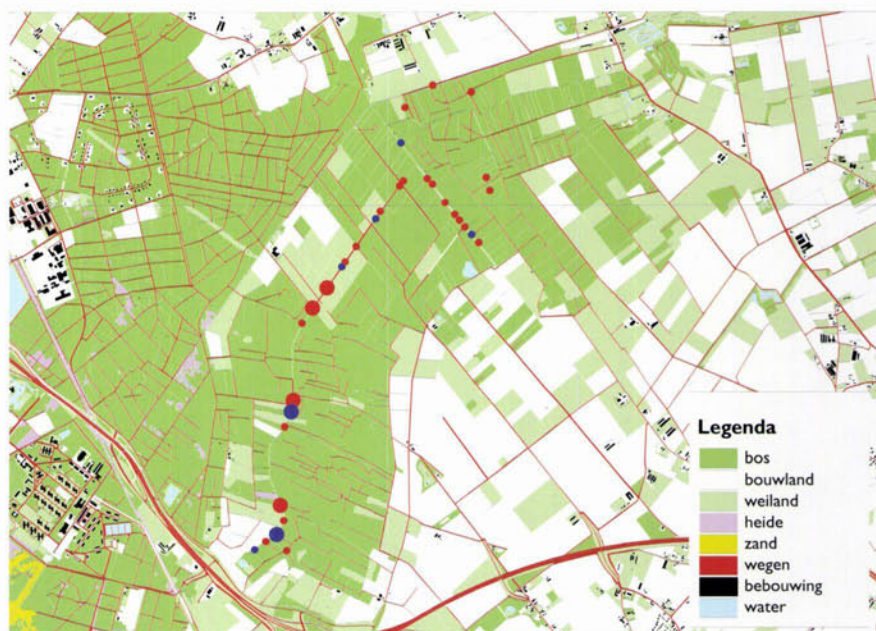 Legenda
bos
bouwland
weiland
heide
zand
wegen
bebouwing
water